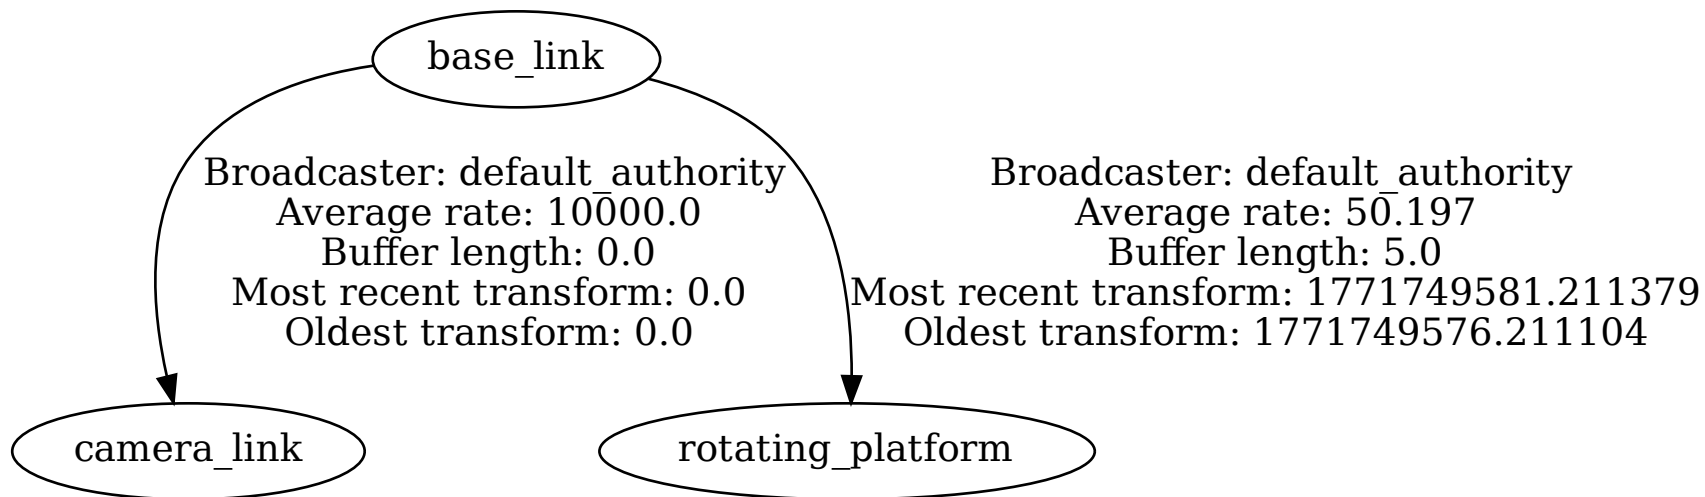 base_link
Broadcaster: default_authority
Average rate: 10000.0
Buffer length: 0.0
Most recent transform: 0.0
Oldest transform: 0.0
Broadcaster: default_authority
Average rate: 50.197
Buffer length: 5.0
Most recent transform: 1771749581.211379
Oldest transform: 1771749576.211104
camera_link
rotating_platform